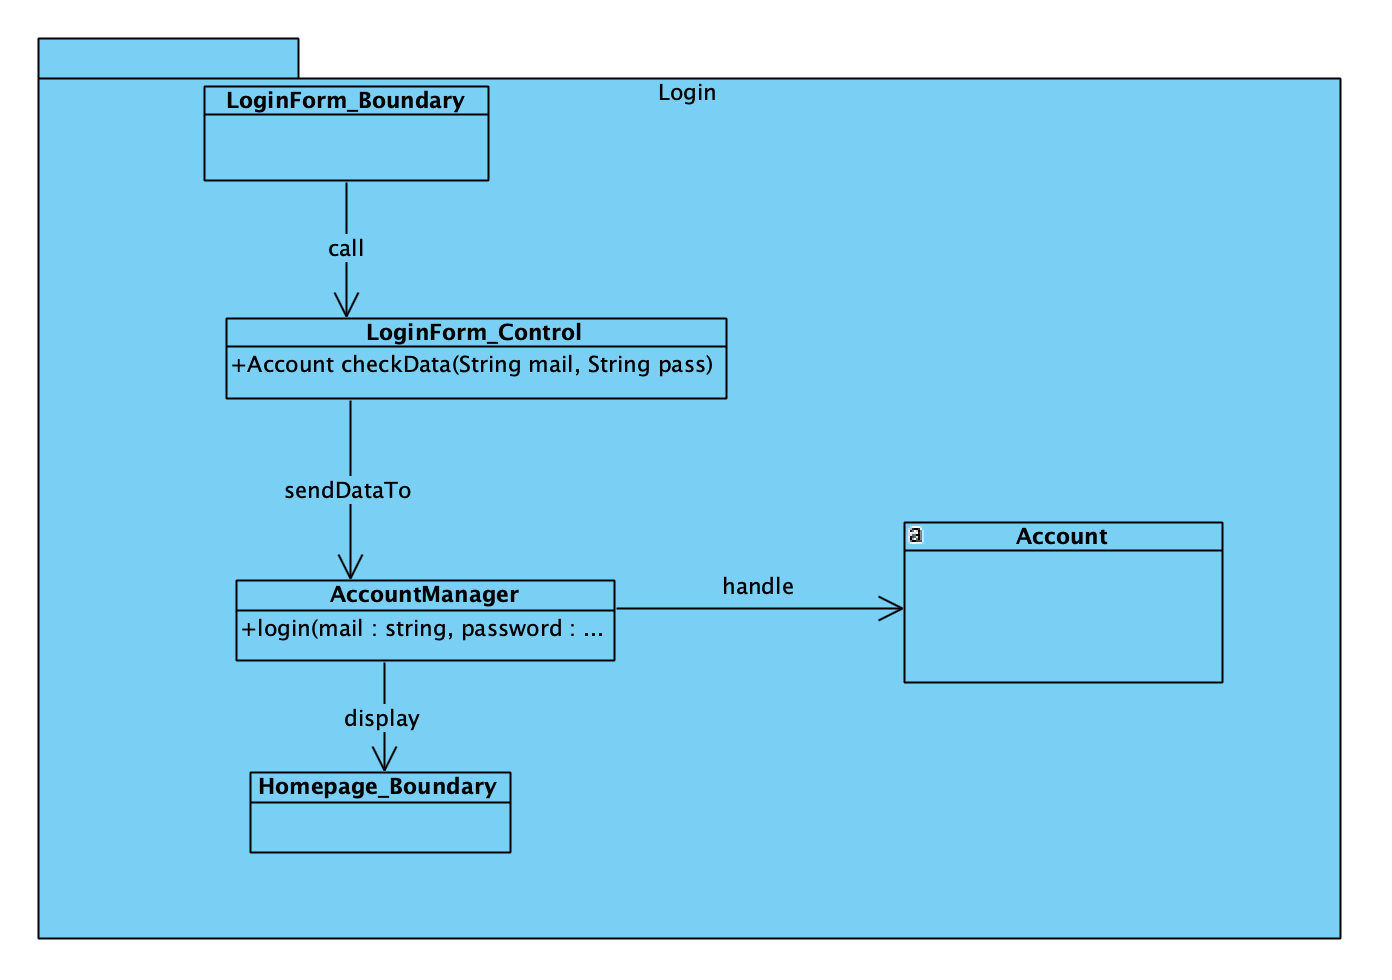 Login
LoginForm_Boundary
call
LoginForm_Control
+Account checkData(String mail, String pass)
sendDataTo
a
Account
handle
AccountManager
+login(mail : string, password : ...
display
Homepage_Boundary